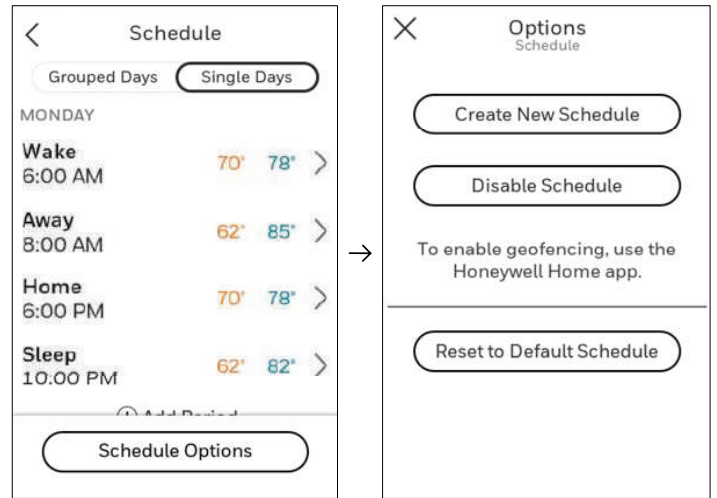 Schedule
Grouped Days Single Days
MONDAY
Wake
6:00 AM 70° 78°
Away
8:00 AM 62° 85°
Home
6:00 PM 70° 78°
Sleep
10:00 PM 62° 82°
Add Period
Schedule Options
Options
Schedule
Create New Schedule
Disable Schedule
To enable geofencing, use the
Honeywell Home app.
Reset to Default Schedule